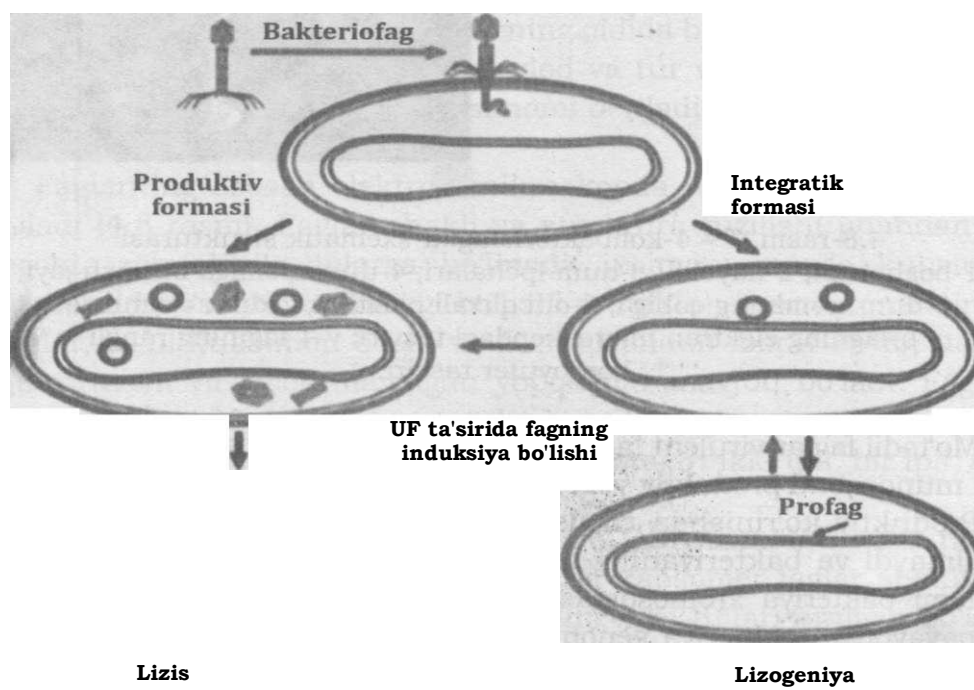 Bakteriofag
Produktiv
formasi
Integratik
formasi
UF ta'sirida fagning
induksiya bo'lishi
Profag
Lizis
Lizogeniya